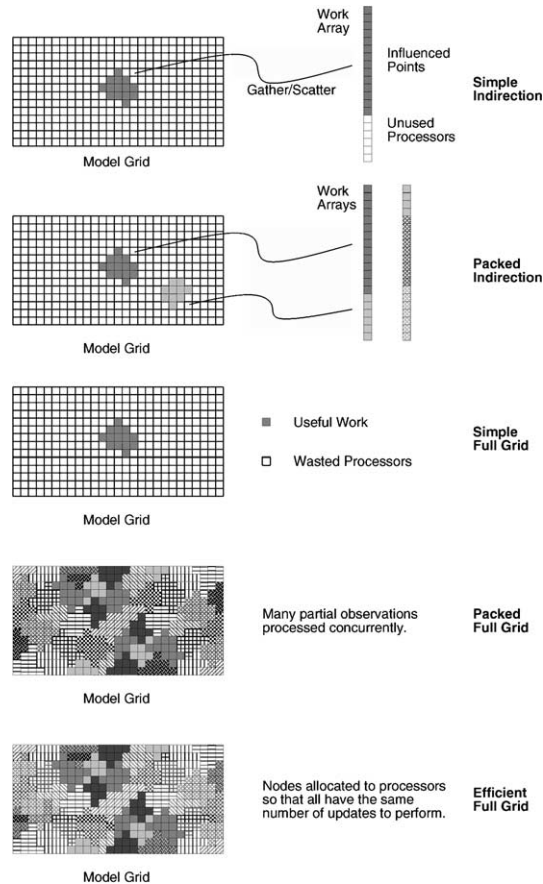 Work
Array
Influenced
Points
Simple
Indirection
Gather/Scatter
Unused
Processors
Model Grid
Work
Arrays
Packed
Indirection
Model Grid
Useful Work
Simple
Full Grid
Wasted Processors
Model Grid
Many partial observations
processed concurrently.
Packed
Full Grid
Model Grid
Nodes allocated to processors
so that all have the same
number of updates to perform.
Efficient
Full Grid
Model Grid